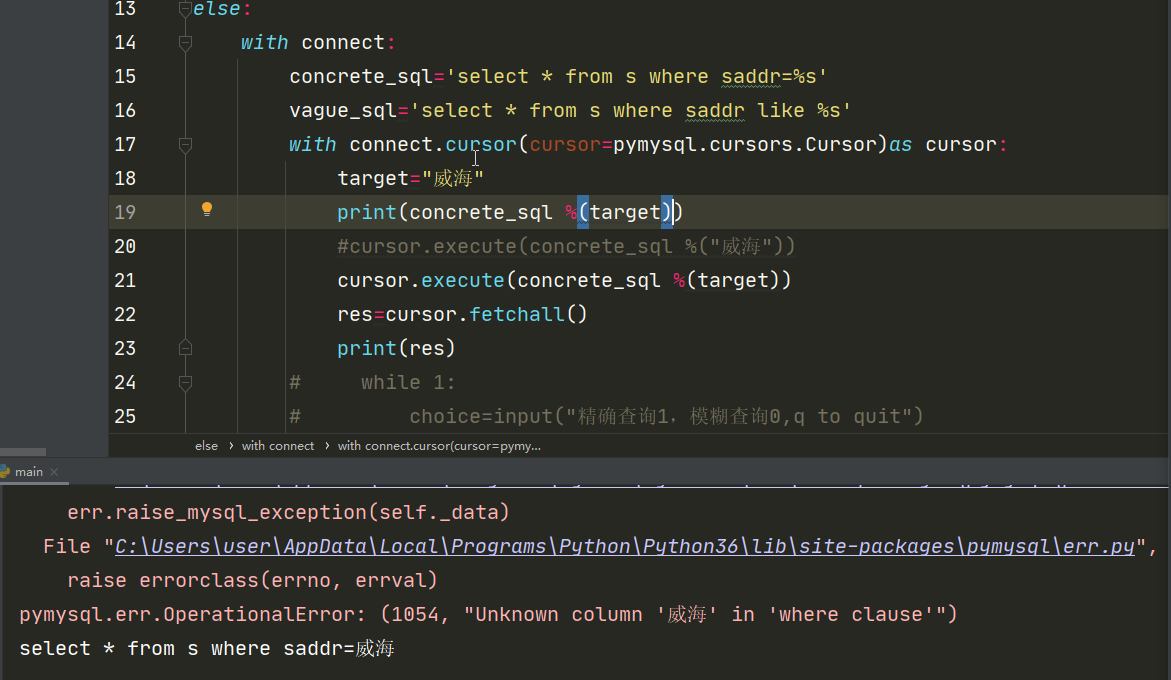 13 else:
14 with connect:
15 concrete_sql='select * from s where saddr=%s'
16 vague_sql='select * from s where saddr like %s'
17 with connect.cursor(cursor=pymysql.cursors.Cursor)as cursor:
18 target="威海"
19 print(concrete_sql %(target))
20 #cursor.execute(concrete_sql %("威海"))
21 cursor.execute(concrete_sql %(target))
22 res=cursor.fetchall()
23 print(res)
24 # while 1:
25 # choice=input("精确查询1，模糊查询0,q to quit")
else › with connect › with connect.cursor(cursor=pymy...
main ×
err.raise_mysql_exception(self._data)
File "C:\Users\user\AppData\Local\Programs\Python\Python36\lib\site-packages\pymysql\err.py",
raise errorclass(errno, errval)
pymysql.err.OperationalError: (1054, "Unknown column '威海' in 'where clause'")
select * from s where saddr=威海